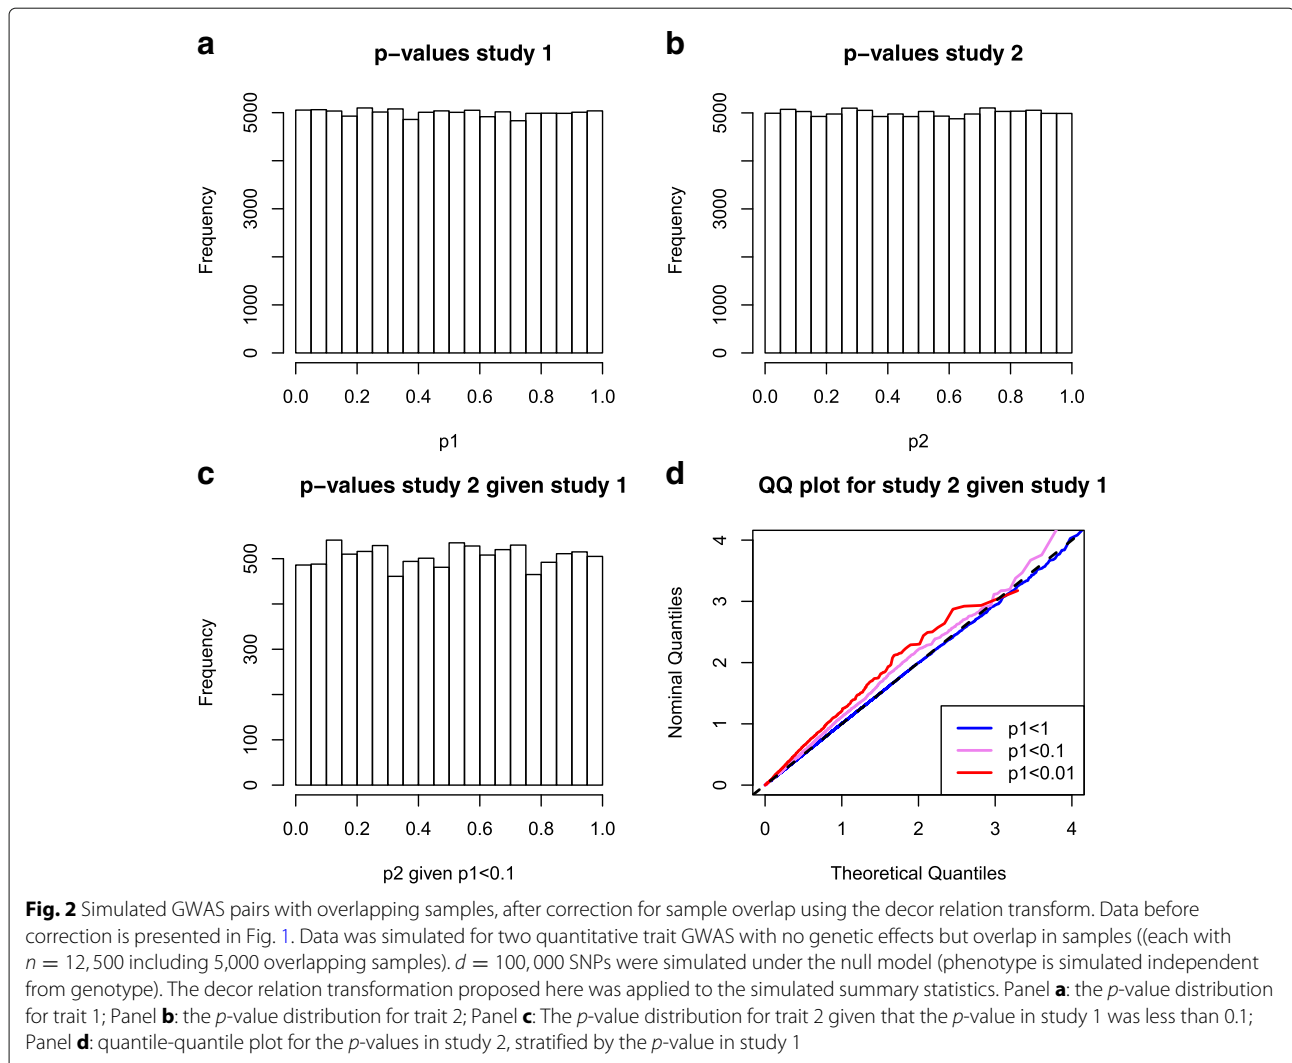 a
p−values study 1
5000
3000
1000
0
Frequency
0.0 0.2 0.4 0.6 0.8 1.0
p1
b
p−values study 2
5000
3000
1000
0
Frequency
0.0 0.2 0.4 0.6 0.8 1.0
p2
c
p−values study 2 given study 1
500
300
100
0
Frequency
0.0 0.2 0.4 0.6 0.8 1.0
p2 given p1<0.1
d
QQ plot for study 2 given study 1
4
3
2
1
0
Nominal Quantiles
p1<1
p1<0.1
p1<0.01
0 1 2 3 4
Theoretical Quantiles
Fig. 2 Simulated GWAS pairs with overlapping samples, after correction for sample overlap using the decor relation transform. Data before
correction is presented in Fig. 1. Data was simulated for two quantitative trait GWAS with no genetic effects but overlap in samples ((each with
n = 12, 500 including 5,000 overlapping samples). d = 100, 000 SNPs were simulated under the null model (phenotype is simulated independent
from genotype). The decor relation transformation proposed here was applied to the simulated summary statistics. Panel a: the p-value distribution
for trait 1; Panel b: the p-value distribution for trait 2; Panel c: The p-value distribution for trait 2 given that the p-value in study 1 was less than 0.1;
Panel d: quantile-quantile plot for the p-values in study 2, stratified by the p-value in study 1